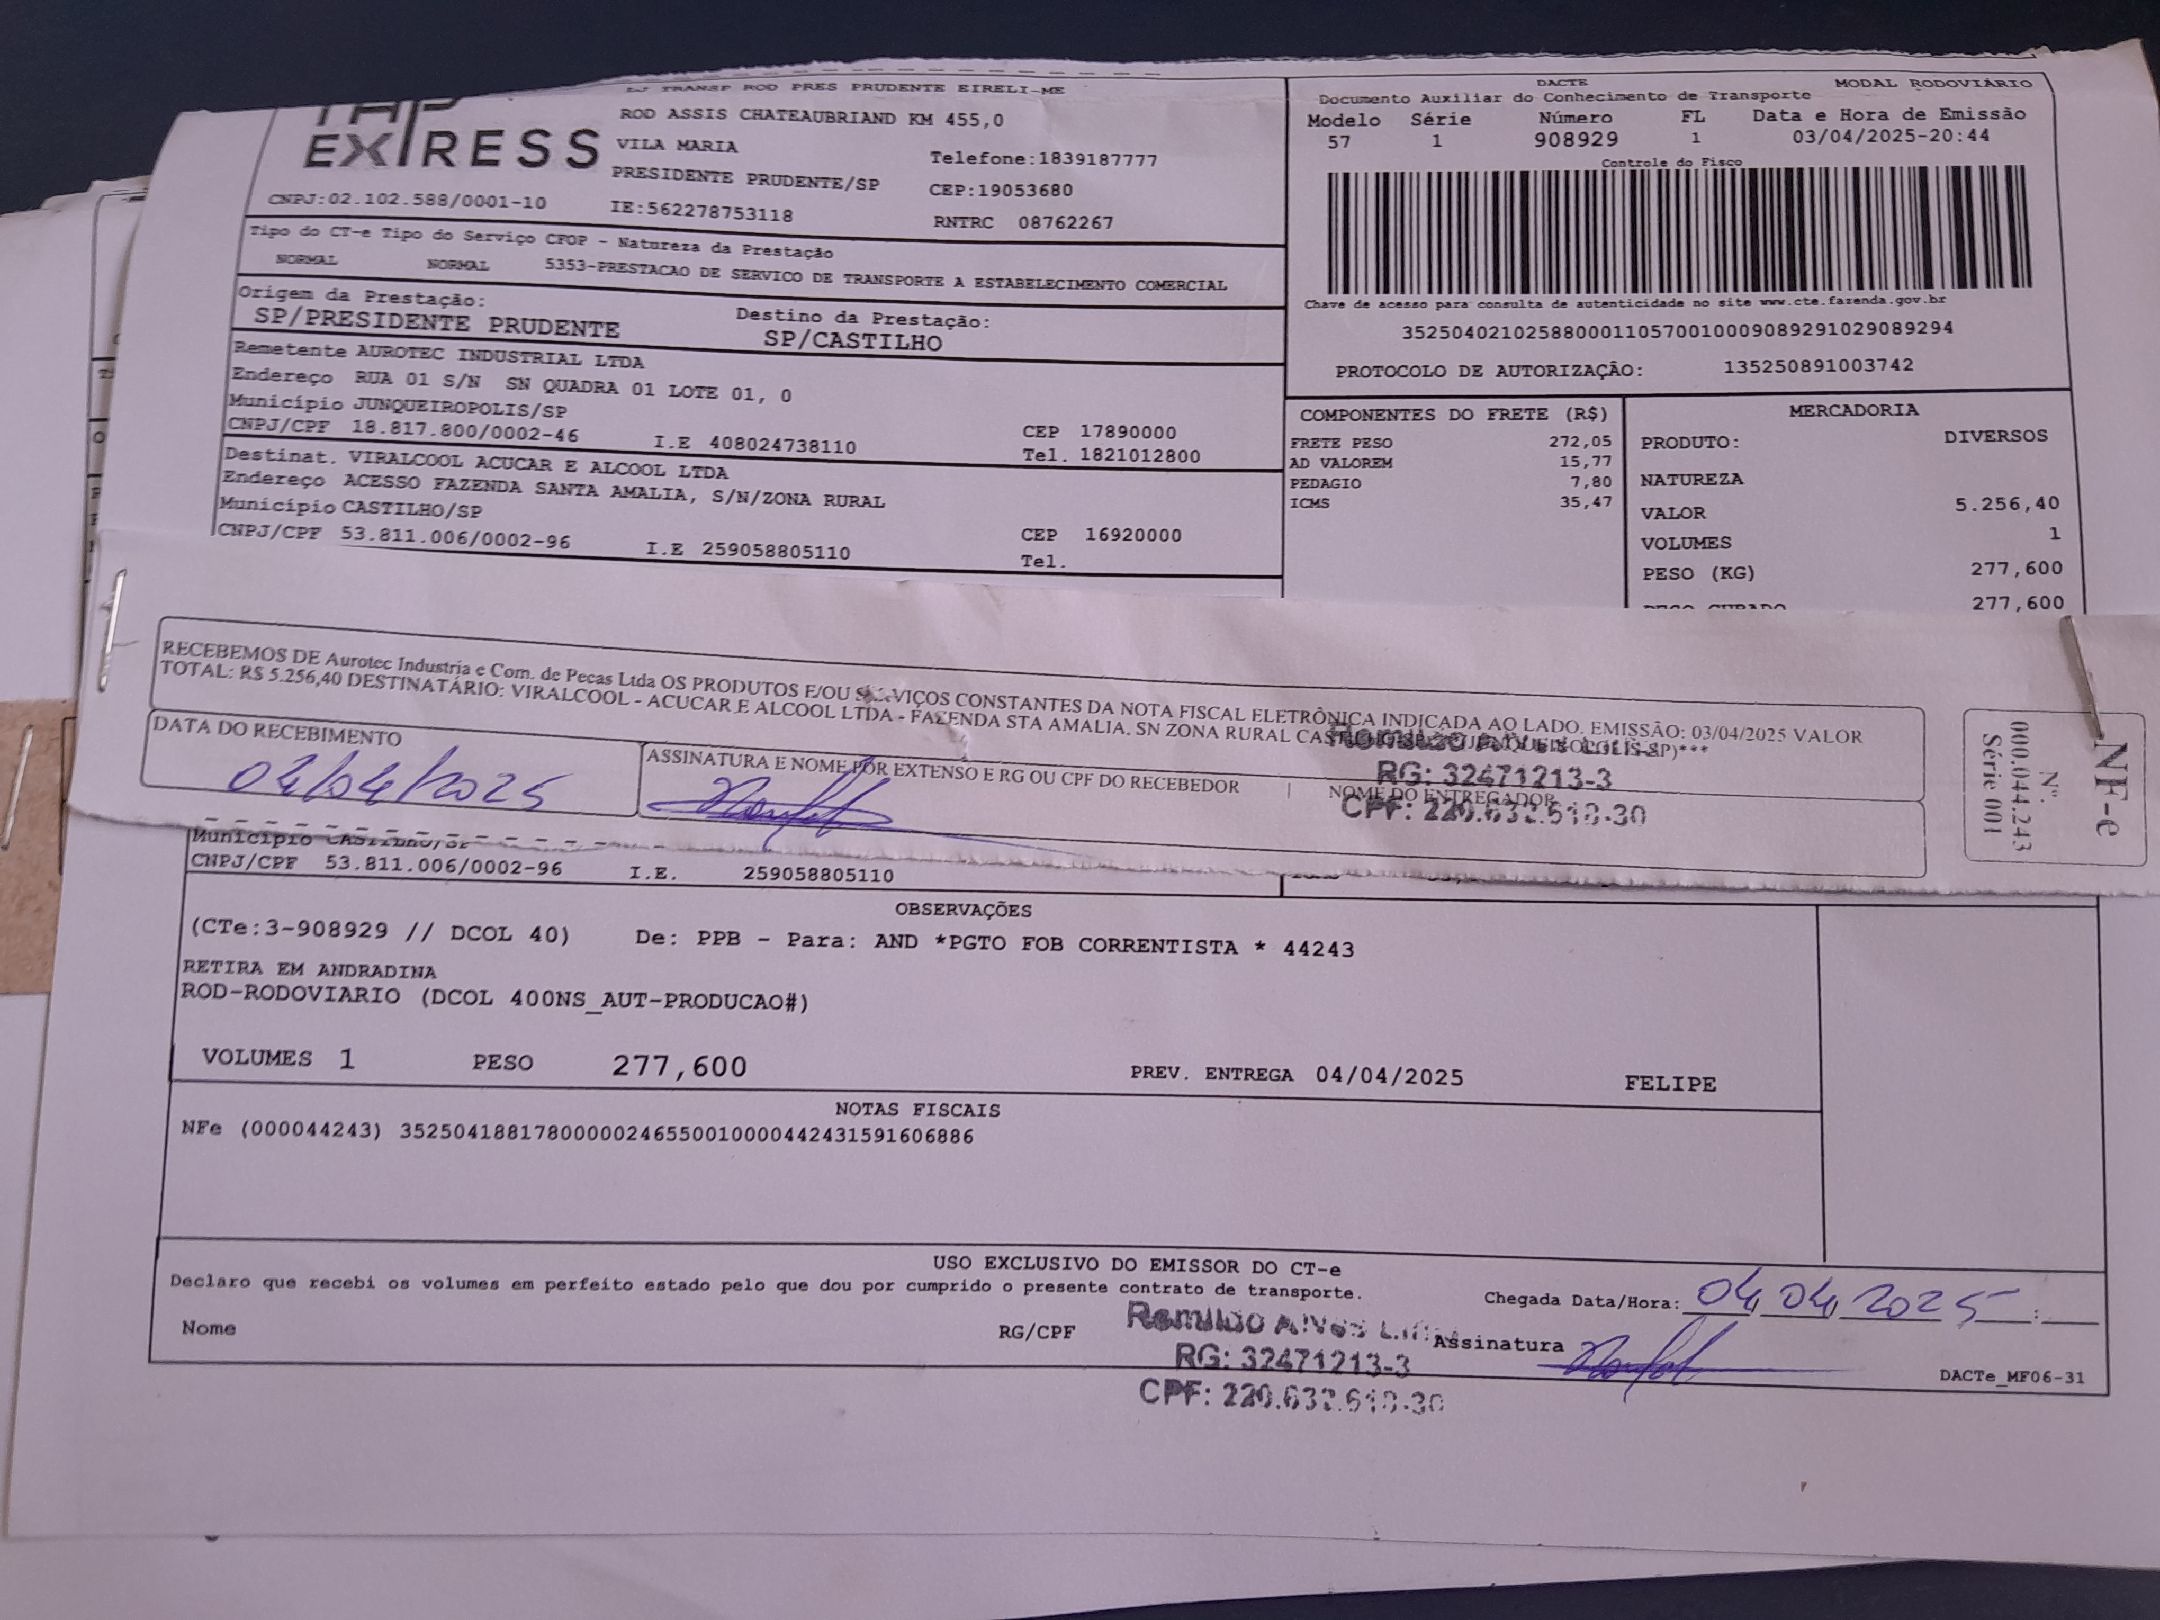 EXPRESS
TRANSP ROD PRES PRUDENTE EIRELI-ME
ROD ASSIS CHATEAUBRIAND KM 455,0
VILA MARIA
Telefone:1839187777
PRESIDENTE PRUDENTE/SP
CEP:19053680
CNPJ:02.102.588/0001-10
IE:562278753118
RNTRC 08762267
Tipo do CT-e Tipo do Serviço CFOP - Natureza da Prestação
NORMAL NORMAL 5353-PRESTACAO DE SERVICO DE TRANSPORTE A ESTABELECIMENTO COMERCIAL
Origem da Prestação:
SP/PRESIDENTE PRUDENTE
Destino da Prestação:
SP/CASTILHO
Remetente AUROTEC INDUSTRIAL LTDA
Endereço RUA 01 S/N SN QUADRA 01 LOTE 01, 0
Município JUNQUEIROPOLIS/SP
CEP 17890000
CNPJ/CPF 18.817.800/0002-46 I.E 408024738110 Tel. 1821012800
Destinat. VIRALCOOL ACUCAR E ALCOOL LTDA
Endereço ACESSO FAZENDA SANTA AMALIA, S/N/ZONA RURAL
Município CASTILHO/SP
CEP 16920000
CNPJ/CPF 53.811.006/0002-96 I.E 259058805110 Tel.
DACTE
MODAL RODOVIÁRIO
Documento Auxiliar do Conhecimento de Transporte
Modelo Série Número FL Data e Hora de Emissão
57 1 908929 1 03/04/2025-20:44
Controle do Fisco
Chave de acesso para consulta de autenticidade no site www.cte.fazenda.gov.br
35250402102588000110570010009089291029089294
PROTOCOLO DE AUTORIZAÇÃO: 135250891003742
COMPONENTES DO FRETE (R$)
FRETE PESO 272,05
AD VALOREM 15,77
PEDAGIO 7,80
ICMS 35,47
MERCADORIA
PRODUTO: DIVERSOS
NATUREZA
VALOR 5.256,40
VOLUMES 1
PESO (KG) 277,600
277,600
RECEBEMOS DE Aurotec Industria e Com. de Pecas Ltda OS PRODUTOS E/OU SERVIÇOS CONSTANTES DA NOTA FISCAL ELETRÔNICA INDICADA AO LADO. EMISSÃO: 03/04/2025 VALOR
TOTAL: R$ 5.256,40 DESTINATÁRIO: VIRALCOOL - ACUCAR E ALCOOL LTDA - FAZENDA STA AMALIA. SN ZONA RURAL
DATA DO RECEBIMENTO
04/04/2025
ASSINATURA E NOME POR EXTENSO E RG OU CPF DO RECEBEDOR
NOME DO ENTREGADOR
RG: 32471213-3
NF-e
Nº. 000.044.243
Série 001
Município CASTILHO/SP
CNPJ/CPF 53.811.006/0002-96 I.E. 259058805110
OBSERVAÇÕES
(CTe:3-908929 // DCOL 40) De: PPB - Para: AND *PGTO FOB CORRENTISTA * 44243
RETIRA EM ANDRADINA
ROD-RODOVIARIO (DCOL 400NS_AUT-PRODUCAO#)
VOLUMES 1 PESO 277,600 PREV. ENTREGA 04/04/2025 FELIPE
NOTAS FISCAIS
NFe (000044243) 35250418817800000246550010000442431591606886
USO EXCLUSIVO DO EMISSOR DO CT-e
Declaro que recebi os volumes em perfeito estado pelo que dou por cumprido o presente contrato de transporte.
Chegada Data/Hora: 04 04 2025
Nome RG/CPF Assinatura
RG: 32471213-3
DACTe_MF06-31